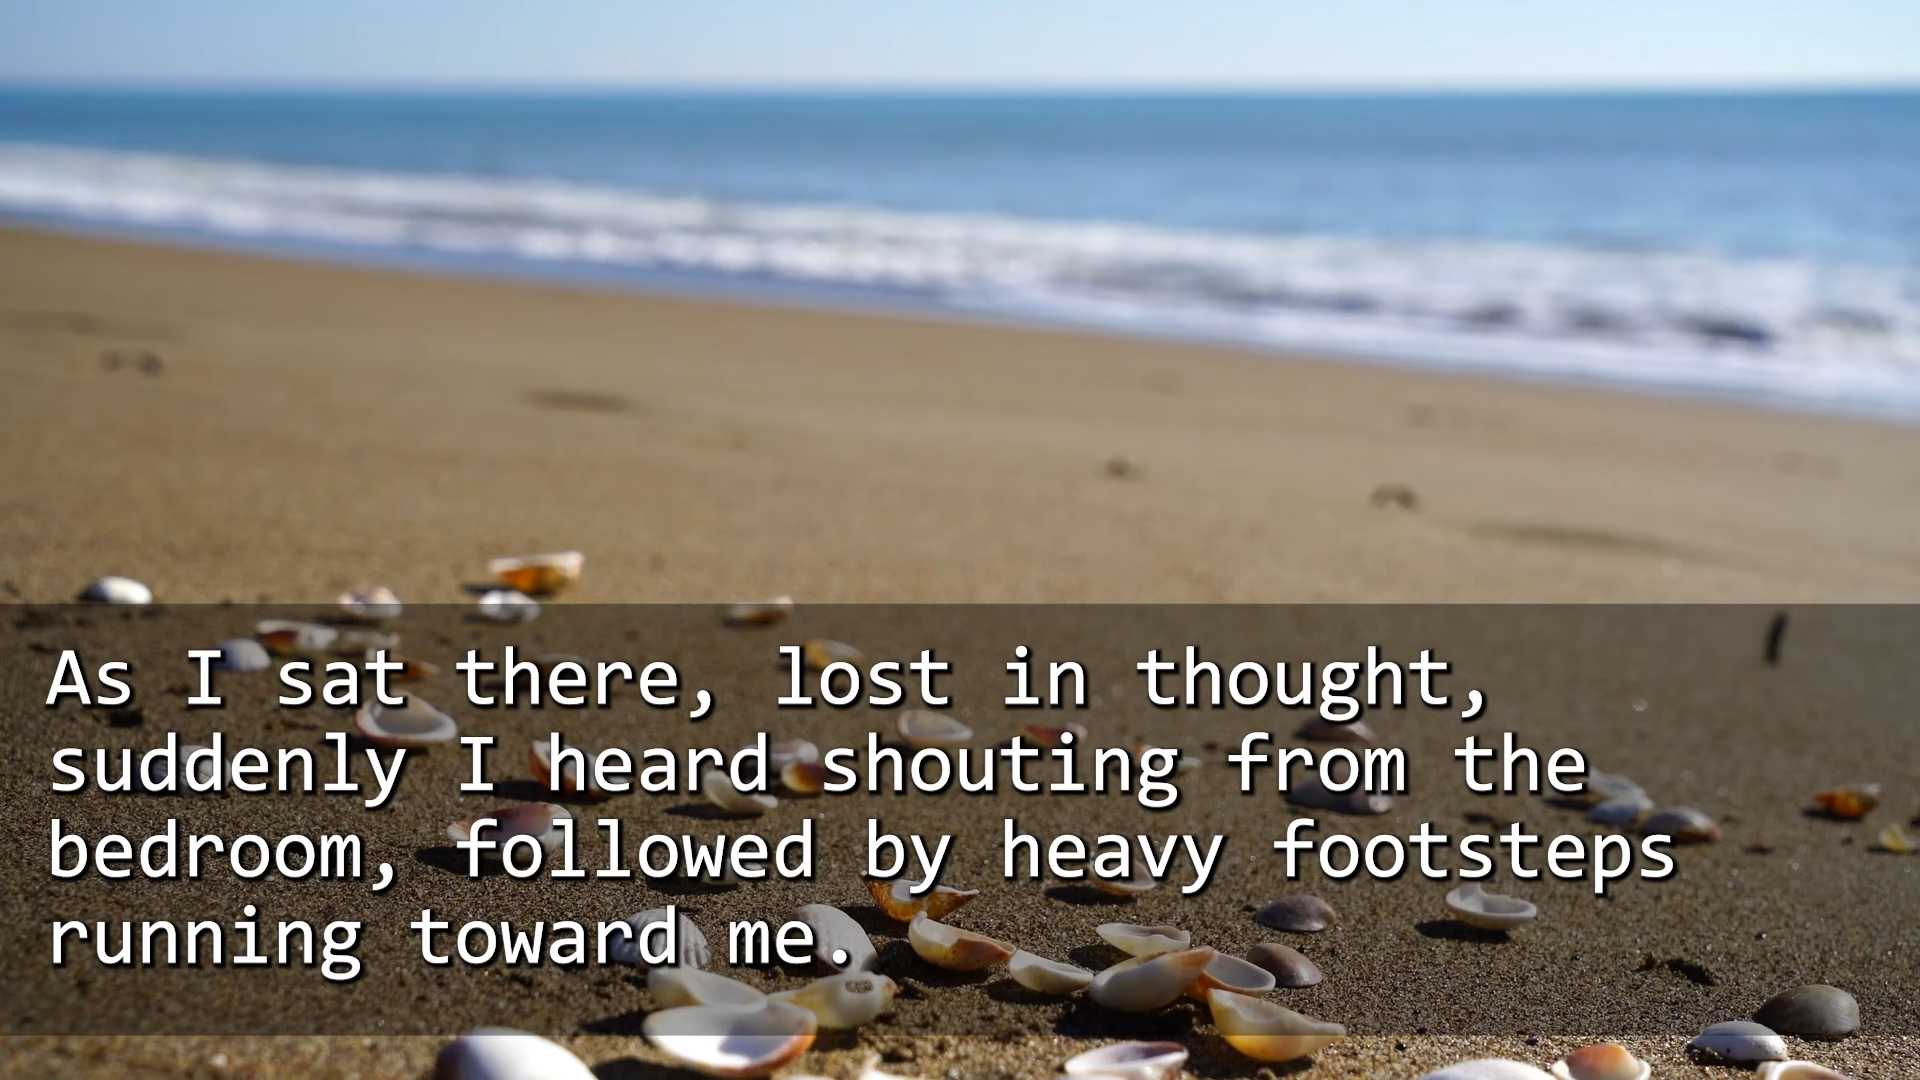 As I sat there, lost in thought,
suddenly I heard shouting from the
bedroom, followed by heavy footsteps
running toward me.